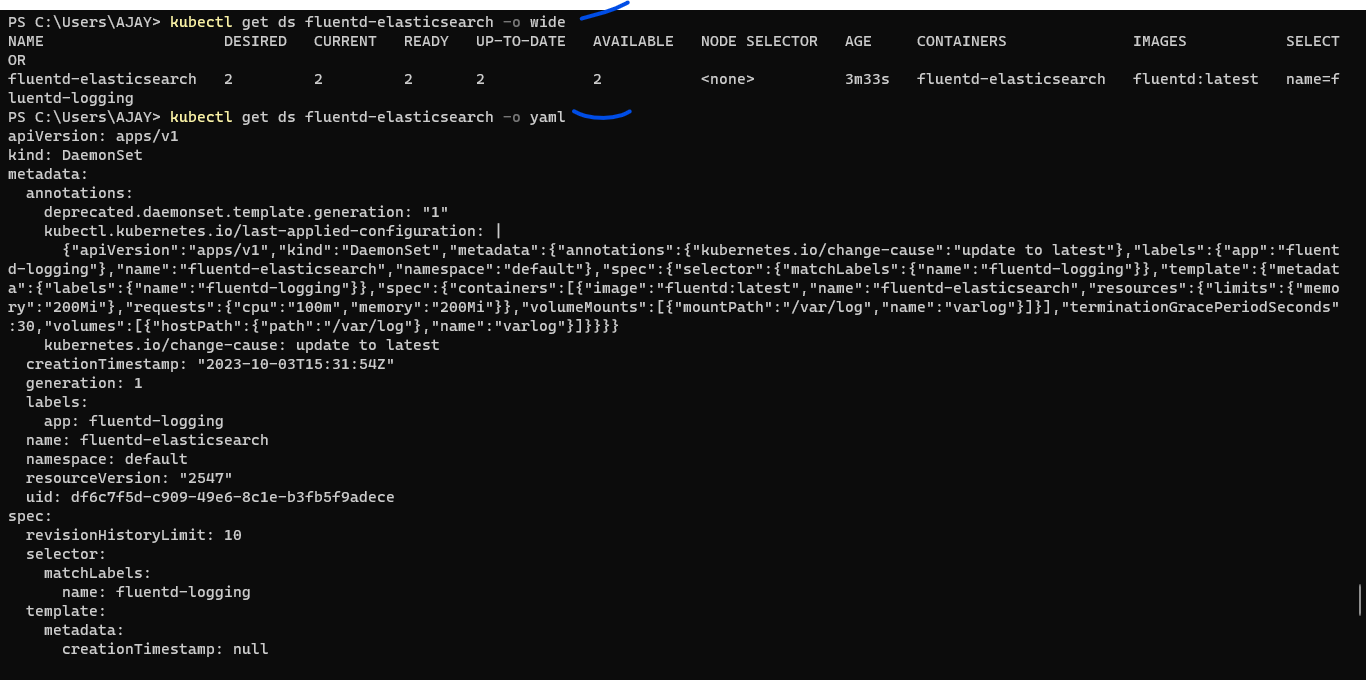 PS C:\Users\AJAY> kubectl get ds fluentd-elasticsearch -o wide
NAME DESIRED CURRENT READY UP-TO-DATE AVAILABLE NODE SELECTOR AGE CONTAINERS IMAGES SELECT
OR
fluentd-elasticsearch 2 2 2 2 2 <none> 3m33s fluentd-elasticsearch fluentd:latest name=f
luentd-logging
PS C:\Users\AJAY> kubectl get ds fluentd-elasticsearch -o yaml
apiVersion: apps/v1
kind: DaemonSet
metadata:
  annotations:
    deprecated.daemonset.template.generation: "1"
    kubectl.kubernetes.io/last-applied-configuration: |
      {"apiVersion":"apps/v1","kind":"DaemonSet","metadata":{"annotations":{"kubernetes.io/change-cause":"update to latest"},"labels":{"app":"fluent
d-logging"},"name":"fluentd-elasticsearch","namespace":"default"},"spec":{"selector":{"matchLabels":{"name":"fluentd-logging"}},"template":{"metadat
a":{"labels":{"name":"fluentd-logging"}},"spec":{"containers":[{"image":"fluentd:latest","name":"fluentd-elasticsearch","resources":{"limits":{"memo
ry":"200Mi"},"requests":{"cpu":"100m","memory":"200Mi"}},"volumeMounts":[{"mountPath":"/var/log","name":"varlog"}]}],"terminationGracePeriodSeconds"
:30,"volumes":[{"hostPath":{"path":"/var/log"},"name":"varlog"}]}}}}
    kubernetes.io/change-cause: update to latest
  creationTimestamp: "2023-10-03T15:31:54Z"
  generation: 1
  labels:
    app: fluentd-logging
  name: fluentd-elasticsearch
  namespace: default
  resourceVersion: "2547"
  uid: df6c7f5d-c909-49e6-8c1e-b3fb5f9adece
spec:
  revisionHistoryLimit: 10
  selector:
    matchLabels:
      name: fluentd-logging
  template:
    metadata:
      creationTimestamp: null